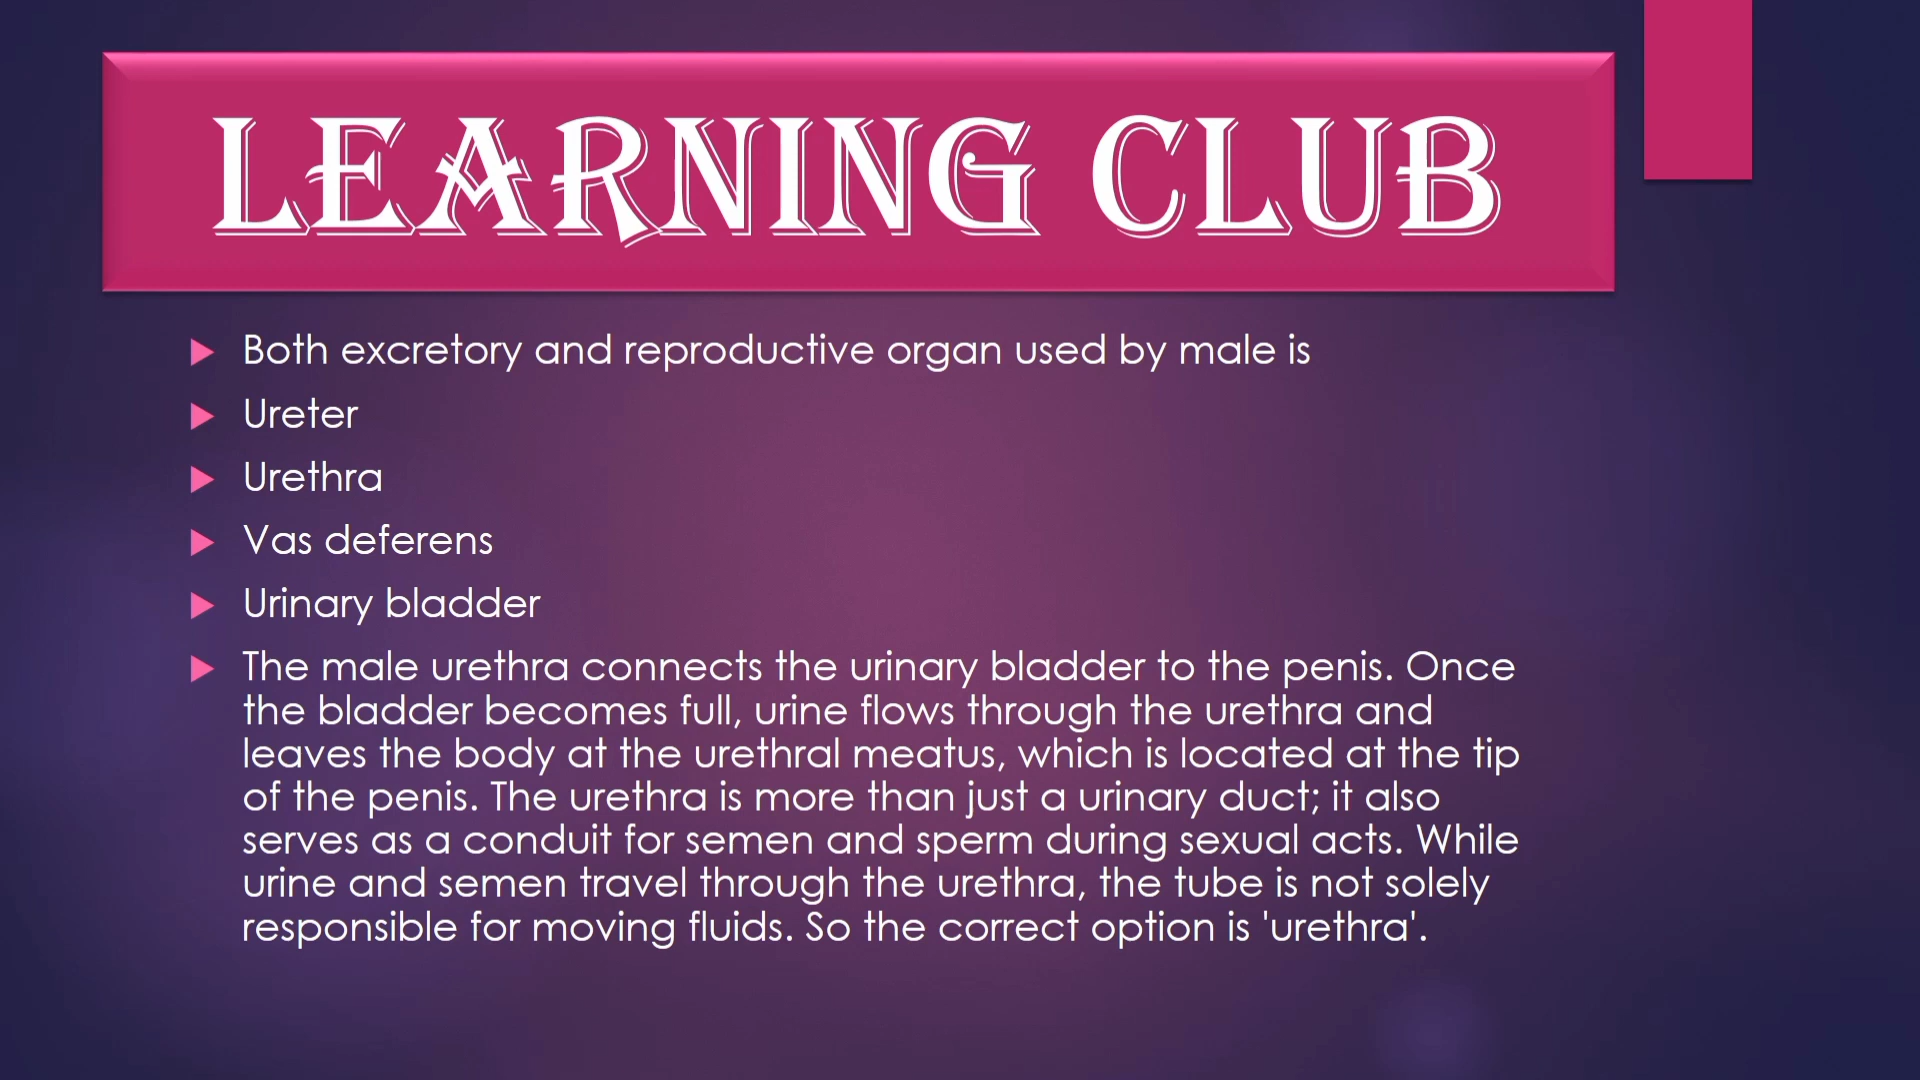 LEARNING CLUB
Both excretory and reproductive organ used by male is
Ureter
Urethra
Vas deferens
Urinary bladder
The male urethra connects the urinary bladder to the penis. Once
the bladder becomes full, urine flows through the urethra and
leaves the body at the urethral meatus, which is located at the tip
of the penis. The urethra is more than just a urinary duct; it also
serves as a conduit for semen and sperm during sexual acts. While
urine and semen travel through the urethra, the tube is not solely
responsible for moving fluids. So the correct option is 'urethra'.